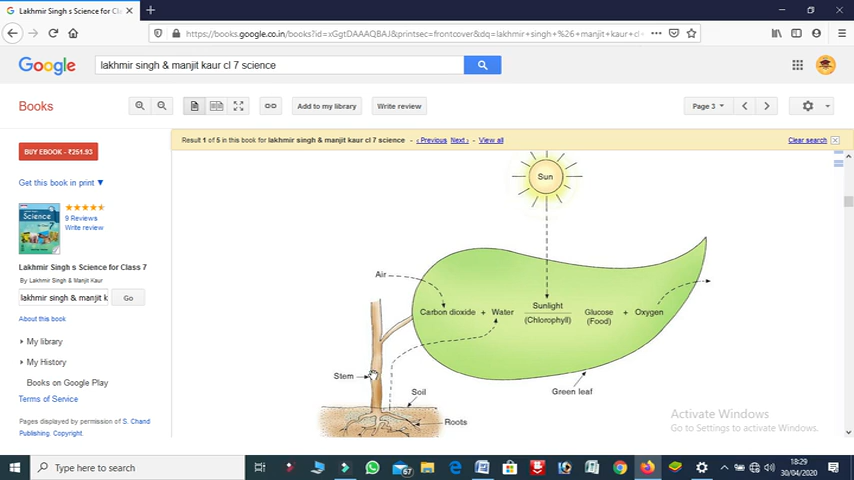 Lakhmir Singh's Science for Clas
https://books.google.co.in/books?id=xGgtDAAAQBAJ&printsec=frontcover&dq=lakhmir+singh+%26+manjit+kaur+c
Google
lakhmir singh & manjit kaur cl 7 science
Books
Add to my library
Write review
Page 3
Result 1 of 5 in this book for lakhmir singh & manjit kaur cl 7 science - ‹ Previous Next › - View all
Clear search
BUY EBOOK - ₹251.93
Get this book in print ▼
Science
9 Reviews
Write review
Lakhmir Singh s Science for Class 7
By Lakhmir Singh & Manjit Kaur
lakhmir singh & manjit k
Go
About this book
My library
My History
Books on Google Play
Terms of Service
Pages displayed by permission of S. Chand
Publishing. Copyright.
Sun
Air
Carbon dioxide + Water
Sunlight
(Chlorophyll)
Glucose
(Food)
+ Oxygen
Stem
Soil
Green leaf
Roots
Activate Windows
Go to Settings to activate Windows.
Type here to search
67
18:29
30/04/2020